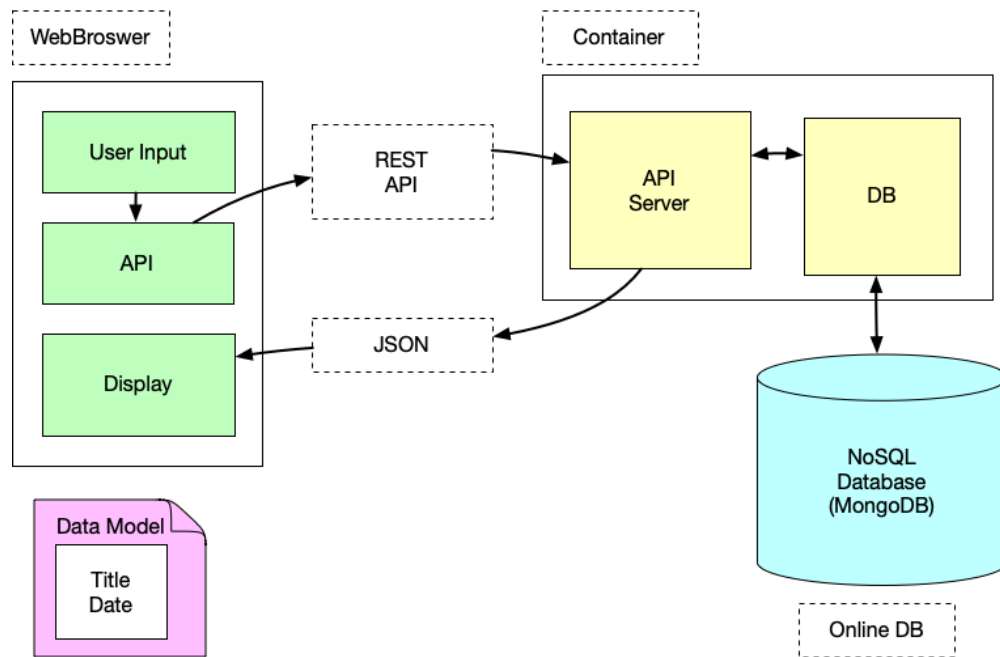 WebBroswer
Container
User Input
API
Display
REST
API
JSON
API
Server
DB
NoSQL
Database
(MongoDB)
Online DB
Data Model
Title
Date